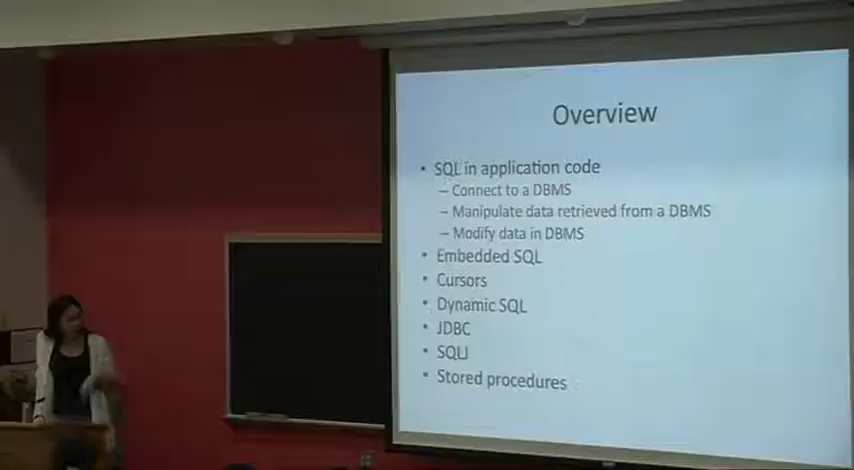 Overview
• SQL in application code
– Connect to a DBMS
– Manipulate data retrieved from a DBMS
– Modify data in DBMS
• Embedded SQL
• Cursors
• Dynamic SQL
• JDBC
• SQLJ
• Stored procedures